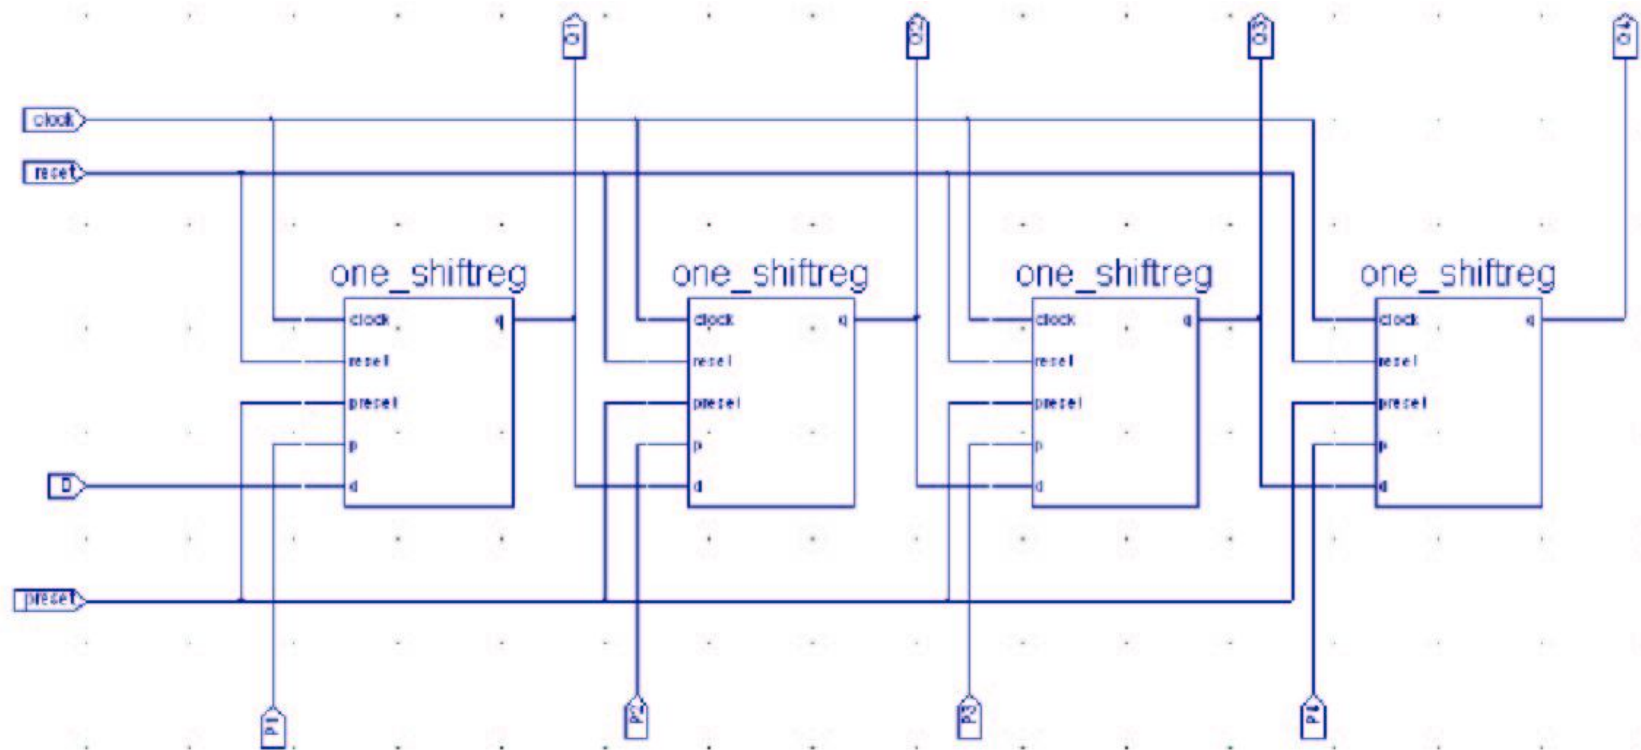 Q1 Q2 Q3 Q4
clock
reset
one_shiftreg one_shiftreg one_shiftreg one_shiftreg
clock q clock q clock q clock q
reset reset reset reset
preset preset preset preset
p p p p
D d d d d
preset
P1 P2 P3 P4